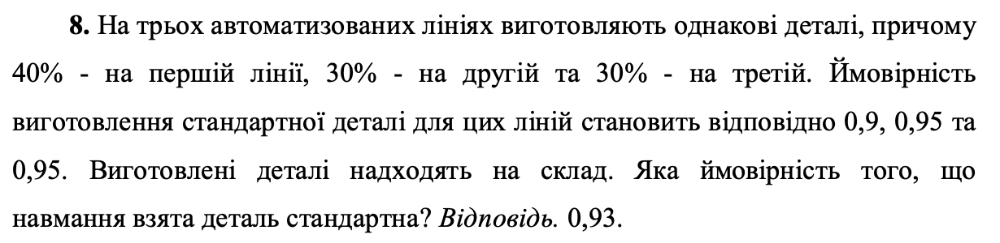 8. На трьох автоматизованих лініях виготовляють однакові деталі, причому
40% - на першій лінії, 30% - на другій та 30% - на третій. Ймовірність
виготовлення стандартної деталі для цих ліній становить відповідно 0,9, 0,95 та
0,95. Виготовлені деталі надходять на склад. Яка ймовірність того, що
навмання взята деталь стандартна? Відповідь. 0,93.